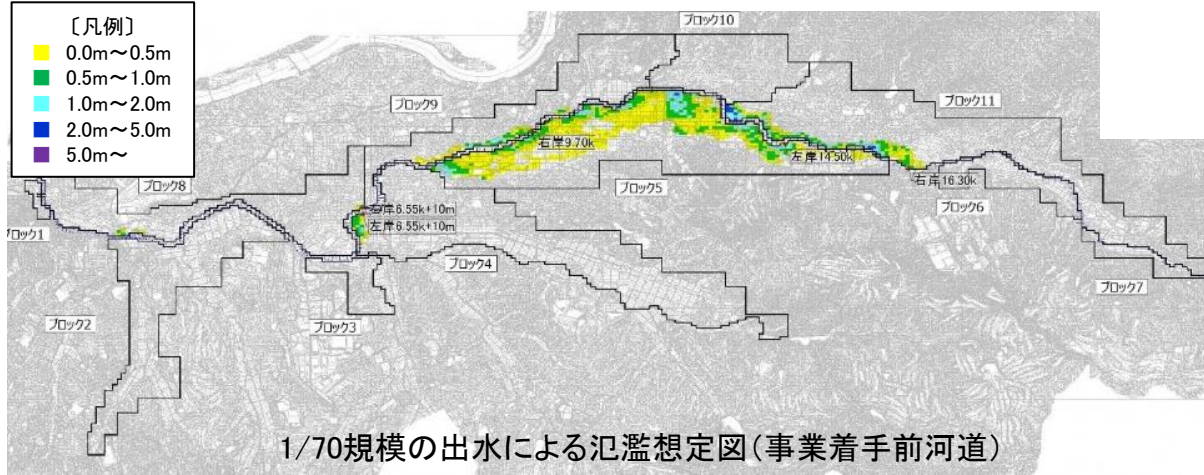 〔凡例〕
0.0m～0.5m
0.5m～1.0m
1.0m～2.0m
2.0m～5.0m
5.0m～
ブロック10
ブロック9
ブロック11
ブロック8
右岸9.70k
左岸14.50k
ブロック5
右岸16.30k
右岸6.55k+10m
左岸6.55k+10m
ブロック6
ブロック1
ブロック4
ブロック7
ブロック2
ブロック3
1/70規模の出水による氾濫想定図(事業着手前河道)